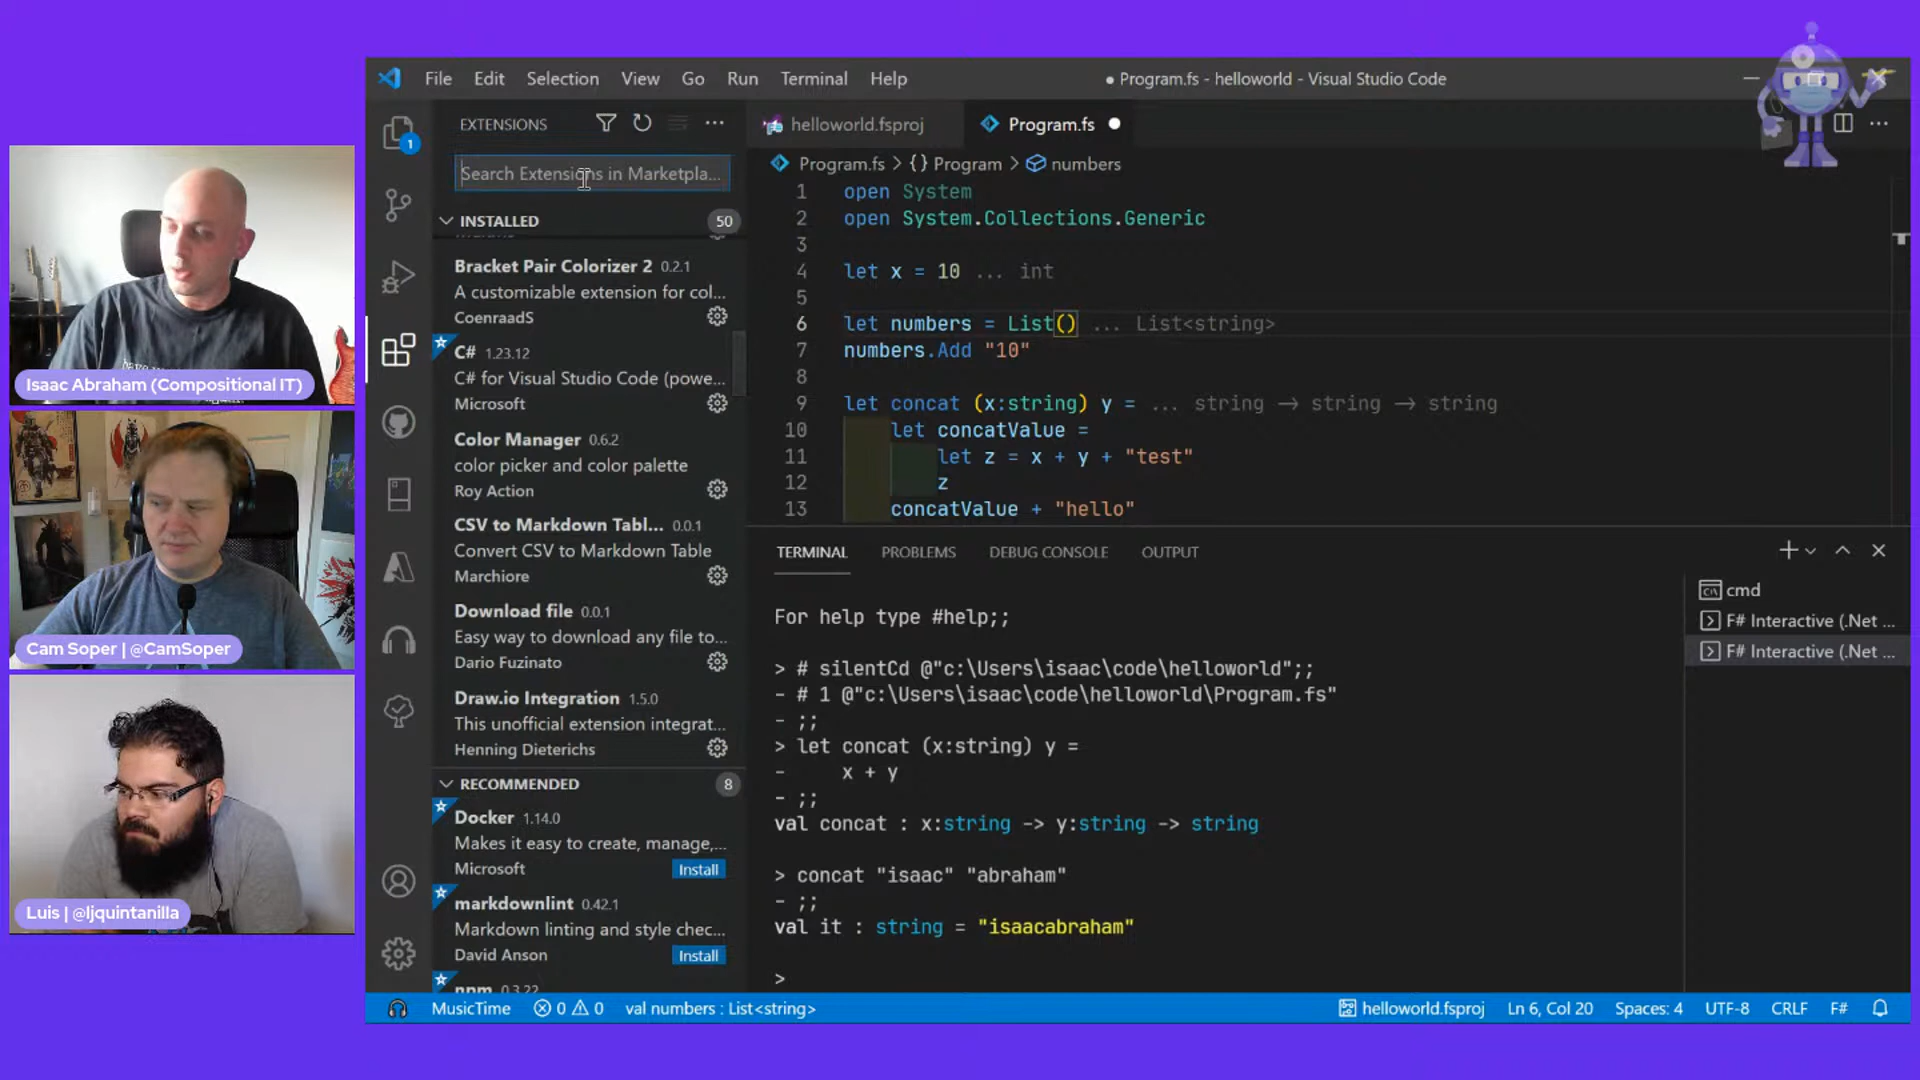 File Edit Selection View Go Run Terminal Help
● Program.fs - helloworld - Visual Studio Code
EXTENSIONS
Search Extensions in Marketpla...
INSTALLED 50
Bracket Pair Colorizer 2 0.2.1
A customizable extension for col...
CoenraadS
C# 1.23.12
C# for Visual Studio Code (powe...
Microsoft
Color Manager 0.6.2
color picker and color palette
Roy Action
CSV to Markdown Tabl... 0.0.1
Convert CSV to Markdown Table
Marchiore
Download file 0.0.1
Easy way to download any file to...
Dario Fuzinato
Draw.io Integration 1.5.0
This unofficial extension integrat...
Henning Dieterichs
RECOMMENDED 8
Docker 1.14.0
Makes it easy to create, manage,...
Microsoft Install
markdownlint 0.42.1
Markdown linting and style chec...
David Anson Install
npm 0.3.22
1
helloworld.fsproj
Program.fs
Program.fs > {} Program > numbers
1 open System
2 open System.Collections.Generic
3
4 let x = 10 ... int
5
6 let numbers = List() ... List<string>
7 numbers.Add "10"
8
9 let concat (x:string) y = ... string → string → string
10 let concatValue =
11 let z = x + y + "test"
12 z
13 concatValue + "hello"
TERMINAL PROBLEMS DEBUG CONSOLE OUTPUT
For help type #help;;
> # silentCd @"c:\Users\isaac\code\helloworld";;
- # 1 @"c:\Users\isaac\code\helloworld\Program.fs"
- ;;
> let concat (x:string) y =
- x + y
- ;;
val concat : x:string -> y:string -> string
> concat "isaac" "abraham"
- ;;
val it : string = "isaacabraham"
>
cmd
F# Interactive (.Net ...
F# Interactive (.Net ...
MusicTime 0 0 val numbers : List<string>
helloworld.fsproj Ln 6, Col 20 Spaces: 4 UTF-8 CRLF F#
Isaac Abraham (Compositional IT)
Cam Soper | @CamSoper
Luis | @ljquintanilla